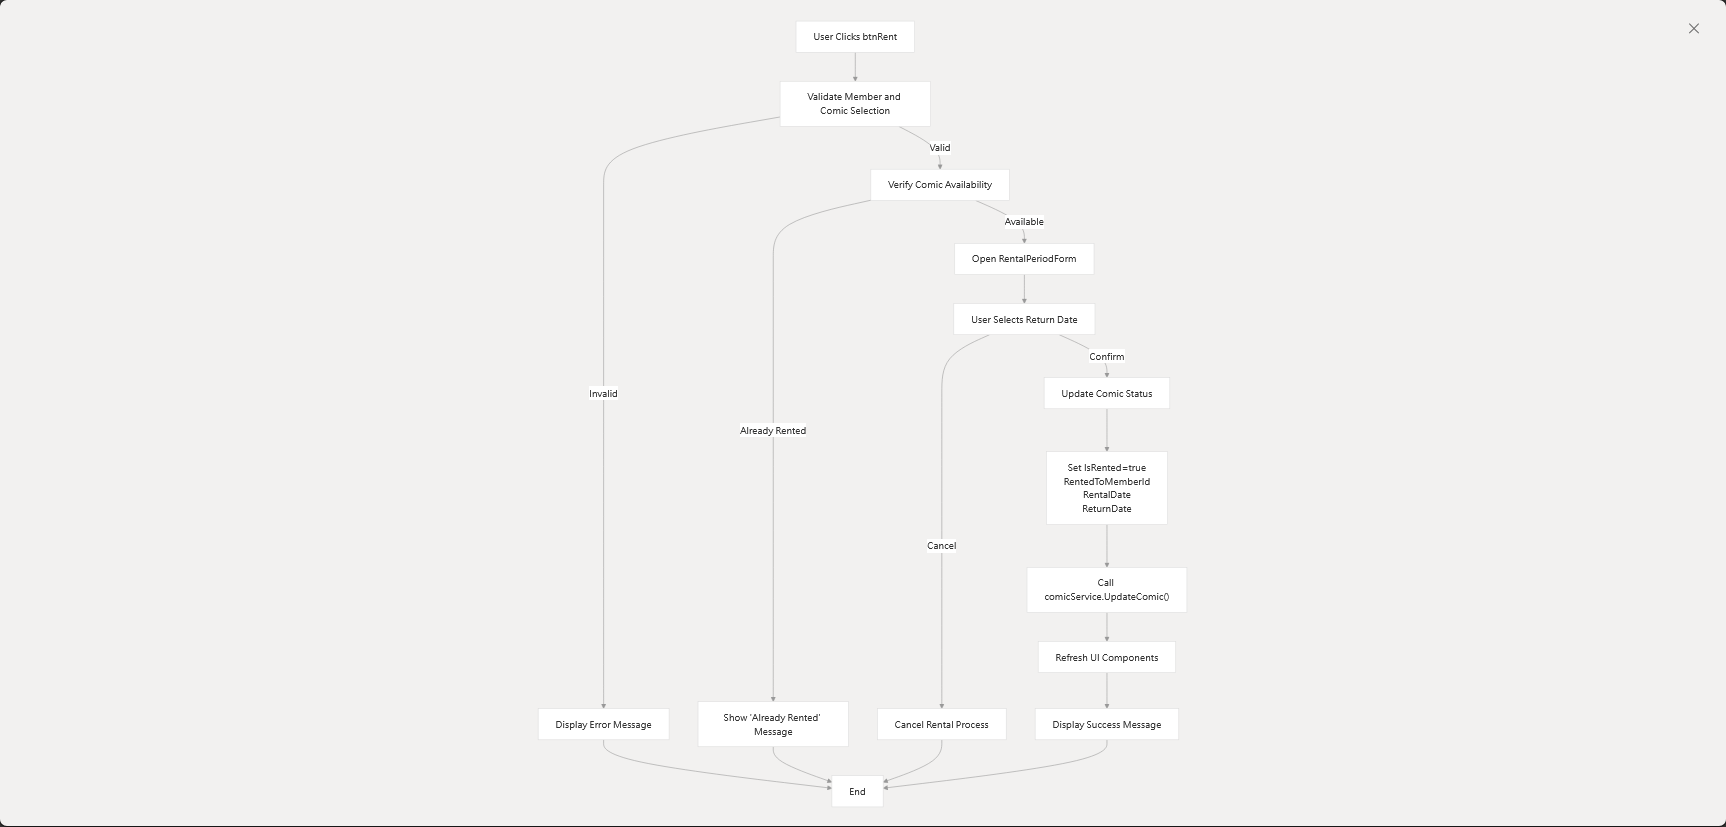 User Clicks btnRent
Validate Member and
Comic Selection
Valid
Verify Comic Availability
Available
Open RentalPeriodForm
User Selects Return Date
Confirm
Invalid
Update Comic Status
Already Rented
Set IsRented=true
RentedToMemberId
RentalDate
ReturnDate
Cancel
Call
comicService.UpdateComic()
Refresh UI Components
Display Error Message
Show 'Already Rented'
Message
Cancel Rental Process
Display Success Message
End